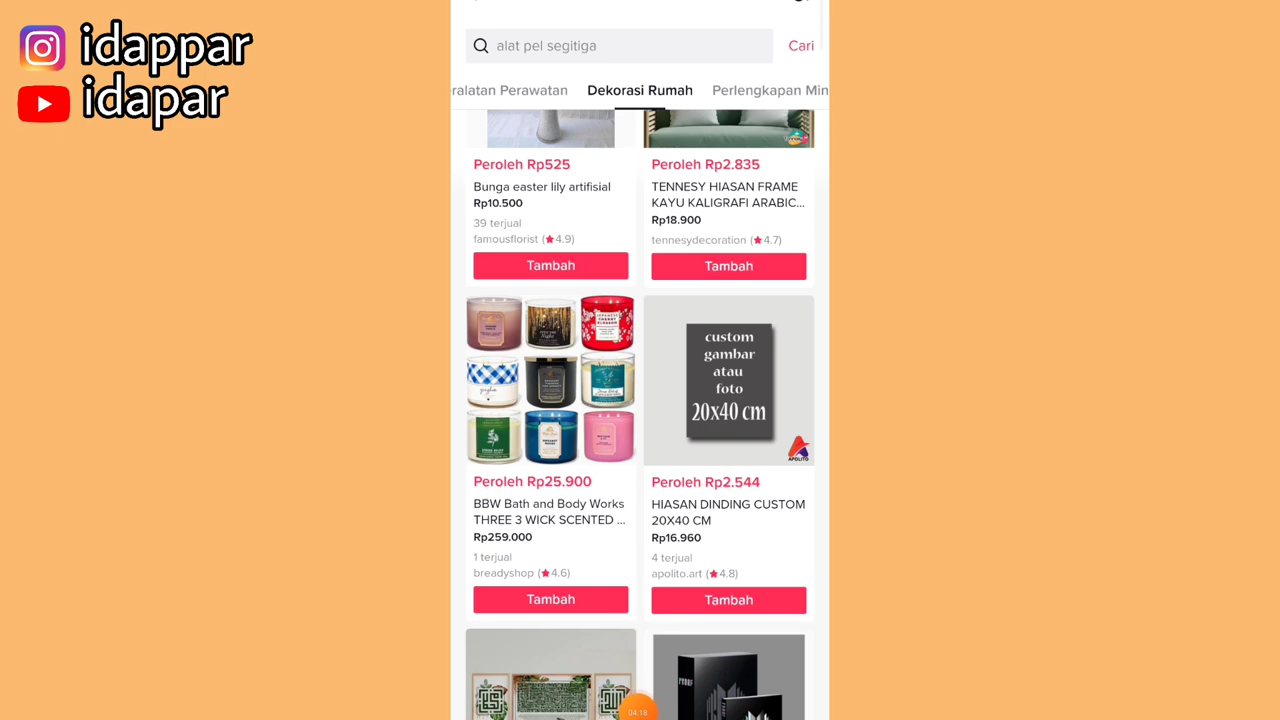 idappar
idapar
alat pel segitiga
Cari
eralatan Perawatan
Dekorasi Rumah
Perlengkapan Min
Peroleh Rp525
Bunga easter lily artifisial
Rp10.500
39 terjual
famousflorist (★4.9)
Tambah
Peroleh Rp2.835
TENNESY HIASAN FRAME
KAYU KALIGRAFI ARABIC...
Rp18.900
tennesydecoration (★4.7)
Tambah
custom
gambar
atau
foto
20x40 cm
APOLITO
Peroleh Rp25.900
BBW Bath and Body Works
THREE 3 WICK SCENTED ...
Rp259.000
1 terjual
breadyshop (★4.6)
Tambah
Peroleh Rp2.544
HIASAN DINDING CUSTOM
20X40 CM
Rp16.960
4 terjual
apolito.art (★4.8)
Tambah
04.18